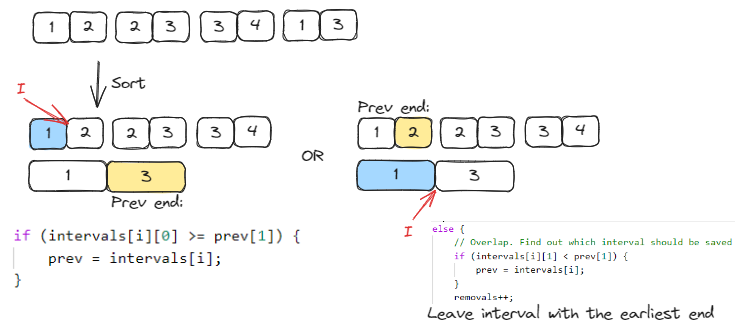 1 2 2 3 3 4 1 3
Sort
I
1 2 2 3 3 4
1 3
Prev end:
OR
Prev end:
1 2 2 3 3 4
1 3
I
if (intervals[i][0] >= prev[1]) {
prev = intervals[i];
}
else {
// Overlap. Find out which interval should be saved
if (intervals[i][1] < prev[1]) {
prev = intervals[i];
}
removals++;
Leave interval with the earliest end